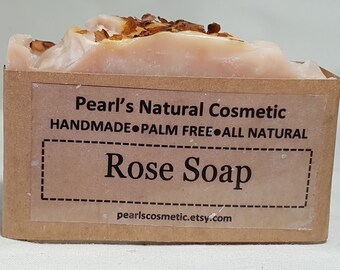 Pearl's Natural Cosmetic
HANDMADE●PALM FREE●ALL NATURAL
Rose Soap
pearlscosmetic.etsy.com